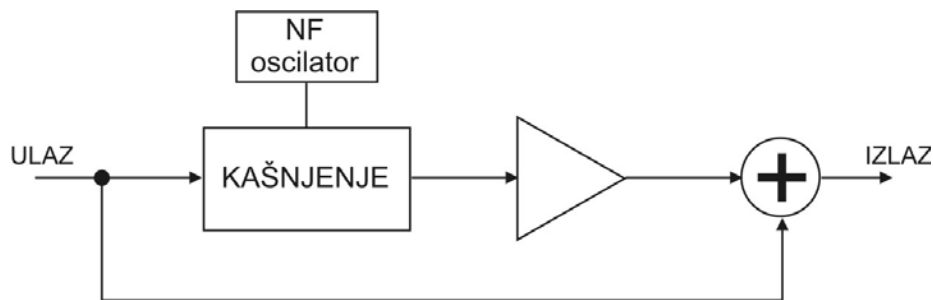 NF
oscilator
ULAZ
KAŠNJENJE
IZLAZ